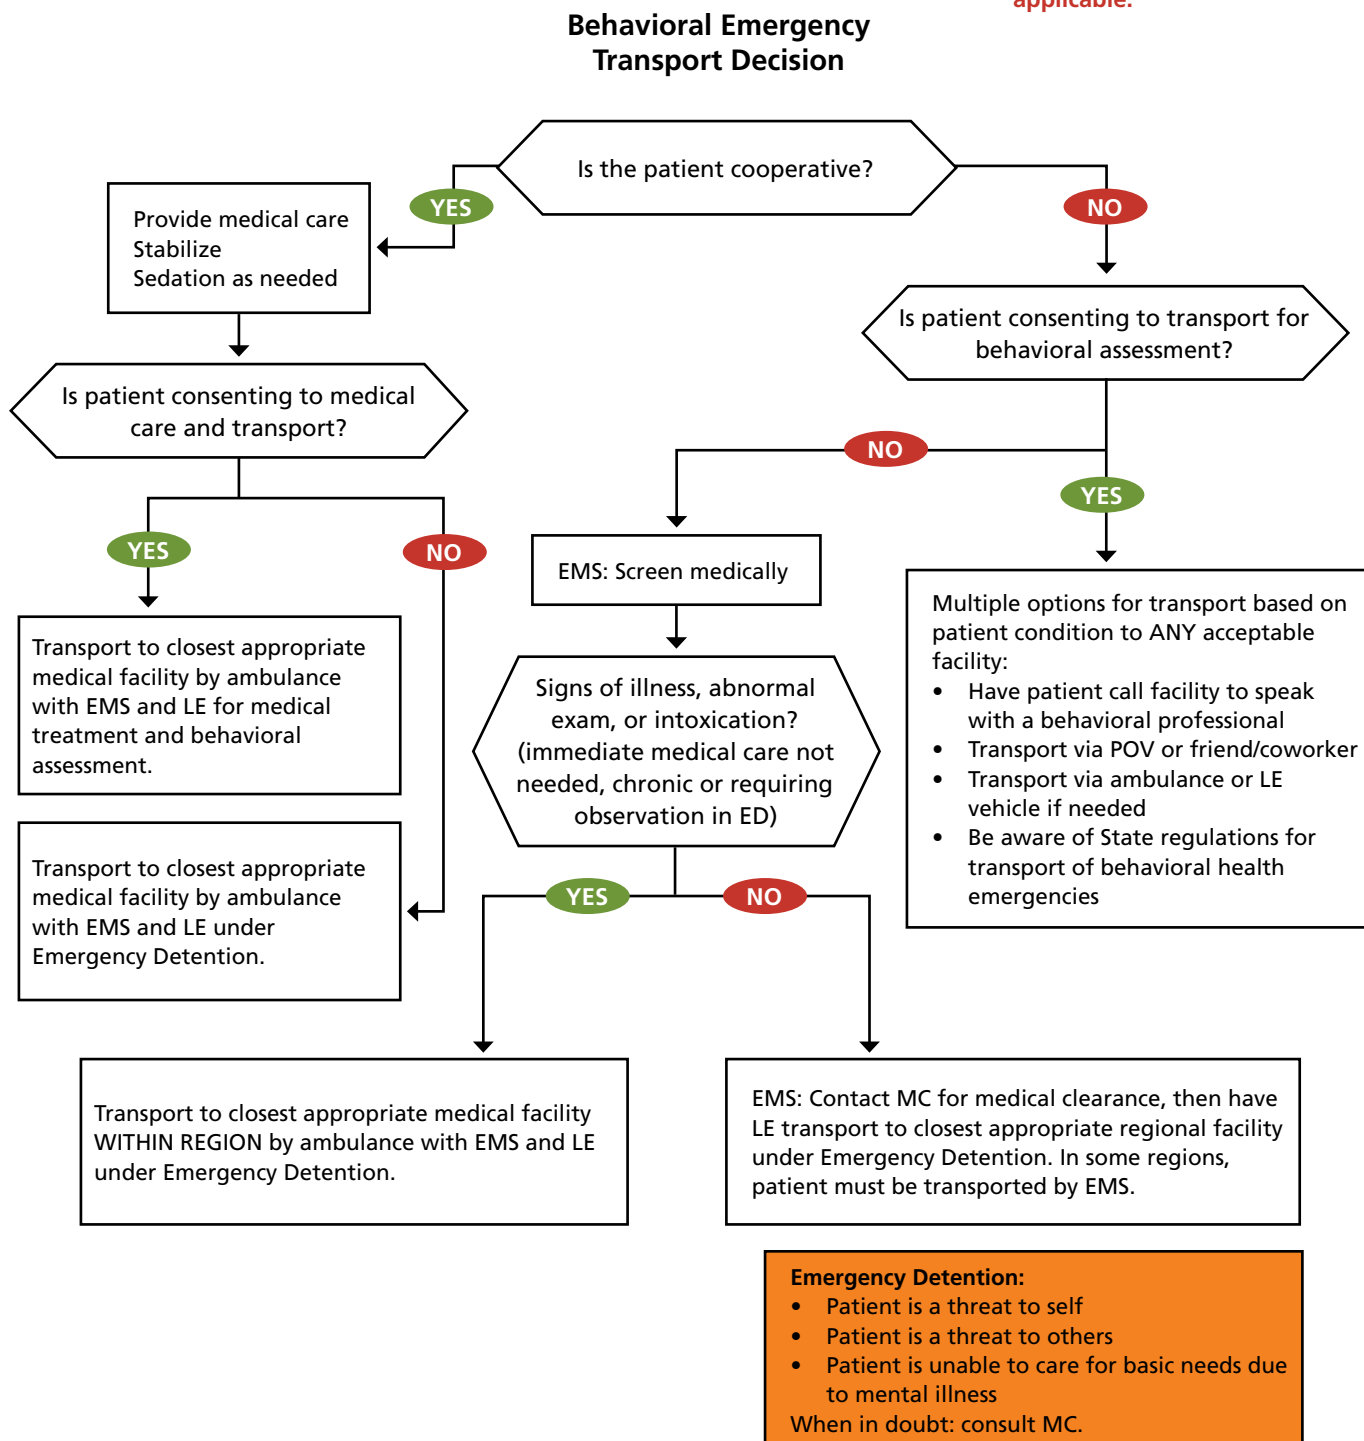 applicable.
Behavioral Emergency
Transport Decision
Is the patient cooperative?
YES
NO
Provide medical care
Stabilize
Sedation as needed
Is patient consenting to transport for
behavioral assessment?
Is patient consenting to medical
care and transport?
NO
YES
YES
NO
EMS: Screen medically
Multiple options for transport based on
patient condition to ANY acceptable
facility:
• Have patient call facility to speak
with a behavioral professional
• Transport via POV or friend/coworker
• Transport via ambulance or LE
vehicle if needed
• Be aware of State regulations for
transport of behavioral health
emergencies
Transport to closest appropriate
medical facility by ambulance
with EMS and LE for medical
treatment and behavioral
assessment.
Signs of illness, abnormal
exam, or intoxication?
(immediate medical care not
needed, chronic or requiring
observation in ED)
Transport to closest appropriate
medical facility by ambulance
with EMS and LE under
Emergency Detention.
YES
NO
Transport to closest appropriate medical facility
WITHIN REGION by ambulance with EMS and LE
under Emergency Detention.
EMS: Contact MC for medical clearance, then have
LE transport to closest appropriate regional facility
under Emergency Detention. In some regions,
patient must be transported by EMS.
Emergency Detention:
• Patient is a threat to self
• Patient is a threat to others
• Patient is unable to care for basic needs due
to mental illness
When in doubt: consult MC.